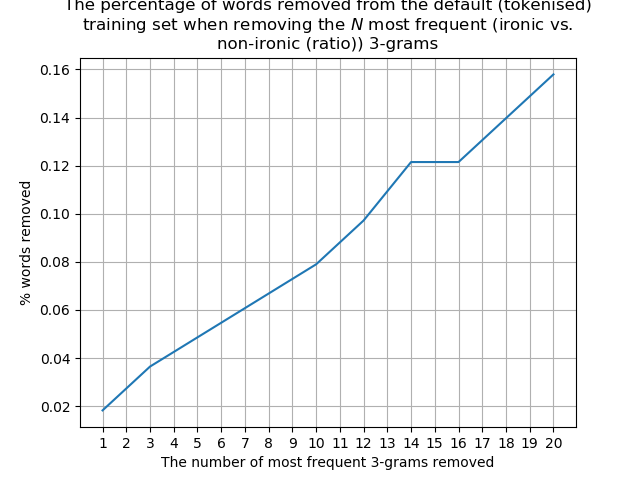 The percentage of words removed from the default (tokenised)
training set when removing the N most frequent (ironic vs.
non-ironic (ratio)) 3-grams
0.16
0.14
0.12
0.10
0.08
0.06
0.04
0.02
% words removed
1 2 3 4 5 6 7 8 9 10 11 12 13 14 15 16 17 18 19 20
The number of most frequent 3-grams removed